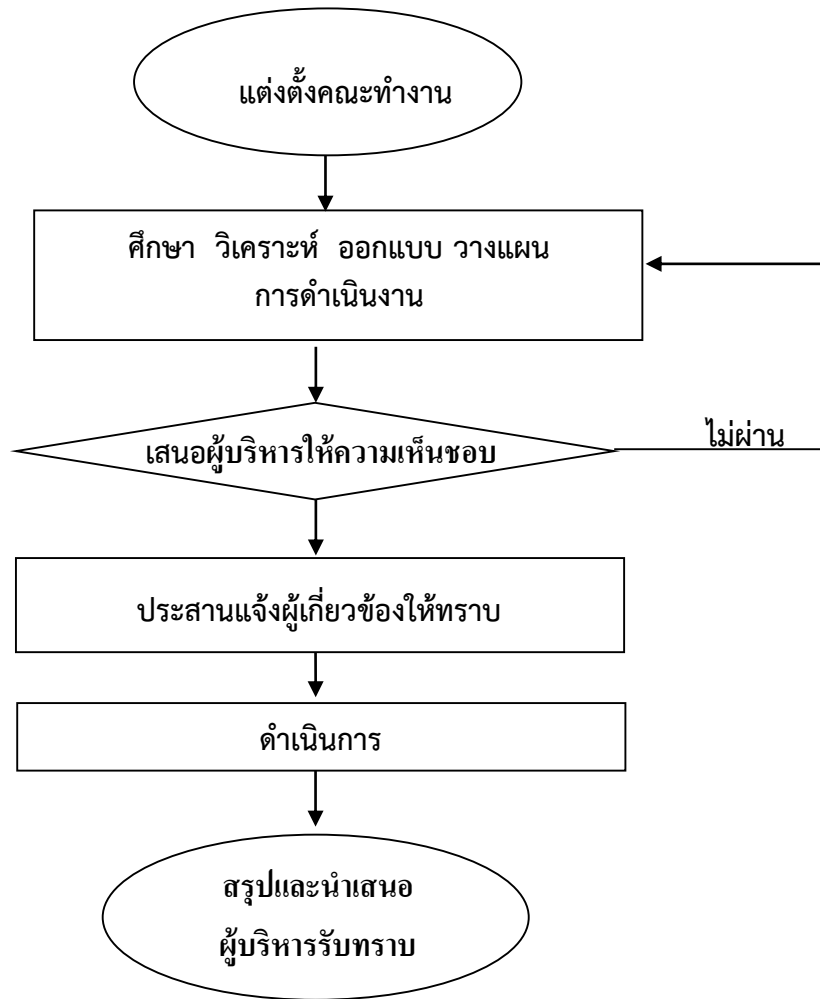 แต่งตั้งคณะทำงาน
ศึกษา วิเคราะห์ ออกแบบ วางแผน
การดำเนินงาน
เสนอผู้บริหารให้ความเห็นชอบ
ไม่ผ่าน
ประสานแจ้งผู้เกี่ยวข้องให้ทราบ
ดำเนินการ
สรุปและนำเสนอ
ผู้บริหารรับทราบ